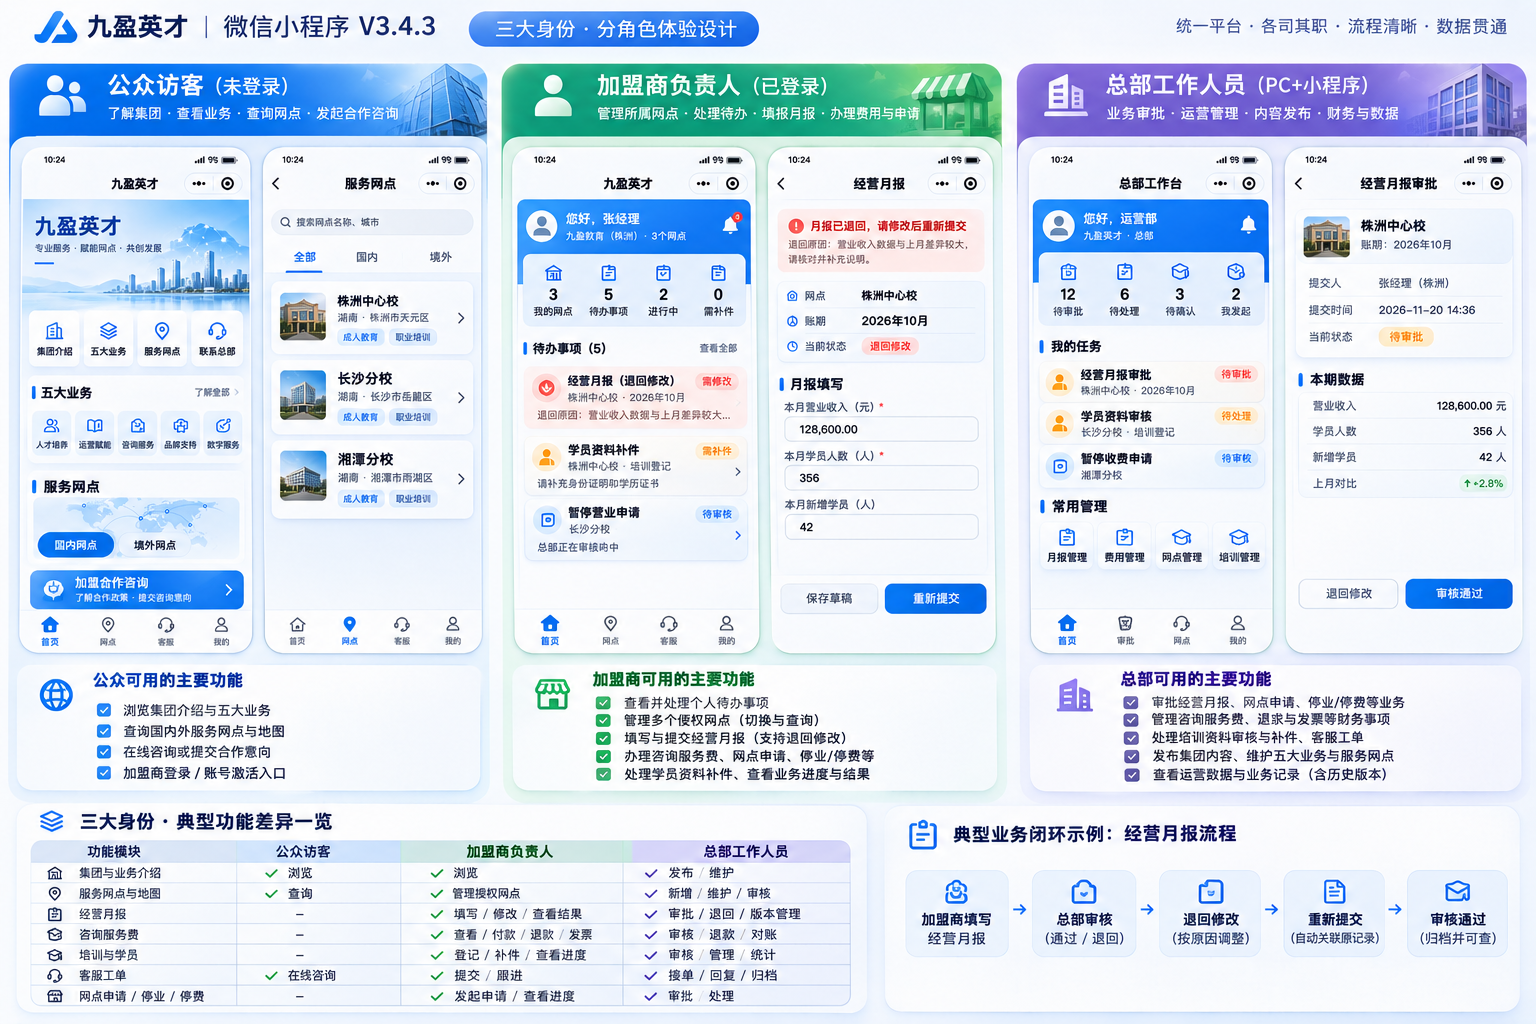 九盈英才 | 微信小程序 V3.4.3
三大身份 · 分角色体验设计
统一平台 · 各司其职 · 流程清晰 · 数据贯通
公众访客（未登录）
了解集团 · 查看业务 · 查询网点 · 发起合作咨询
10:24
九盈英才
九盈英才
专业服务 · 赋能网点 · 共创发展
集团介绍
五大业务
服务网点
联系总部
五大业务
了解全部
人才培养
运营赋能
咨询服务
品牌支持
数字服务
服务网点
国内网点
境外网点
加盟合作咨询
了解合作政策 · 提交咨询意向
首页
网点
客服
我的
10:24
服务网点
搜索网点名称、城市
全部
国内
境外
株洲中心校
湖南 · 株洲市天元区
成人教育
职业培训
长沙分校
湖南 · 长沙市岳麓区
成人教育
职业培训
湘潭分校
湖南 · 湘潭市雨湖区
成人教育
职业培训
首页
网点
客服
我的
公众可用的主要功能
浏览集团介绍与五大业务
查询国内外服务网点与地图
在线咨询或提交合作意向
加盟商登录 / 账号激活入口
加盟商负责人（已登录）
管理所属网点 · 处理待办 · 填报月报 · 办理费用与申请
10:24
九盈英才
您好，张经理
九盈教育（株洲） · 3个网点
3
我的网点
5
待办事项
2
进行中
0
需补件
待办事项（5）
查看全部
经营月报（退回修改）
需修改
株洲中心校 · 2026年10月
退回原因：营业收入数据与上月差异较大...
学员资料补件
需补件
株洲中心校 · 培训登记
请补充身份证明和学历证书
暂停营业申请
待审核
长沙分校
总部正在审核中
首页
网点
客服
我的
10:24
经营月报
月报已退回，请修改后重新提交
退回原因：营业收入数据与上月差异较大，
请核对并补充说明。
网点
株洲中心校
账期
2026年10月
当前状态
退回修改
月报填写
本月营业收入（元）*
128,600.00
本月学员人数（人）*
356
本月新增学员（人）
42
保存草稿
重新提交
加盟商可用的主要功能
查看并处理个人待办事项
管理多个授权网点（切换与查询）
填写与提交经营月报（支持退回修改）
办理咨询服务费、网点申请、停业/停费等
处理学员资料补件、查看业务进度与结果
总部工作人员（PC+小程序）
业务审批 · 运营管理 · 内容发布 · 财务与数据
10:24
总部工作台
您好，运营部
九盈英才 · 总部
12
待审批
6
待处理
3
待确认
2
我发起
我的任务
经营月报审批
待审批
株洲中心校 · 2026年10月
学员资料审核
待处理
长沙分校 · 培训登记
暂停收费申请
待审核
湘潭分校
常用管理
月报管理
费用管理
网点管理
培训管理
首页
审批
网点
我的
10:24
经营月报审批
株洲中心校
账期：2026年10月
提交人
张经理（株洲）
提交时间
2026-11-20 14:36
当前状态
待审批
本期数据
营业收入
128,600.00 元
学员人数
356 人
新增学员
42 人
上月对比
↑+2.8%
退回修改
审核通过
总部可用的主要功能
审批经营月报、网点申请、停业/停费等业务
管理咨询服务费、退求与发票等财务事项
处理培训资料审核与补件、客服工单
发布集团内容、维护五大业务与服务网点
查看运营数据与业务记录（含历史版本）
三大身份 · 典型功能差异一览
功能模块
公众访客
加盟商负责人
总部工作人员
集团与业务介绍
浏览
浏览
发布 / 维护
服务网点与地图
查询
管理授权网点
新增 / 维护 / 审核
经营月报
–
填写 / 修改 / 查看结果
审批 / 退回 / 版本管理
咨询服务费
–
查看 / 付款 / 退款 / 发票
审核 / 退款 / 对账
培训与学员
–
登记 / 补件 / 查看进度
审核 / 管理 / 统计
客服工单
在线咨询
提交 / 跟进
接单 / 回复 / 归档
网点申请 / 停业 / 停费
–
发起申请 / 查看进度
审批 / 处理
典型业务闭环示例：经营月报流程
加盟商填写
经营月报
总部审核
（通过 / 退回）
退回修改
（按原因调整）
重新提交
（自动关联原记录）
审核通过
（归档并可查）